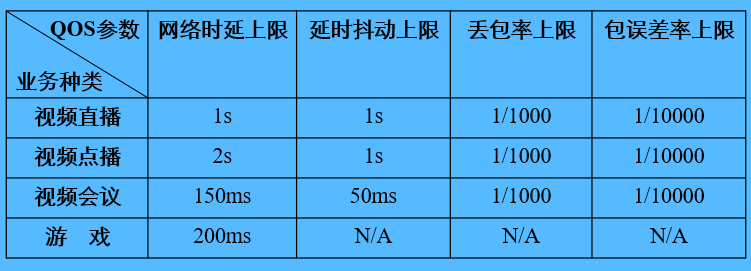 QOS参数 网络时延上限 延时抖动上限 丢包率上限 包误差率上限
业务种类
视频直播 1s 1s 1/1000 1/10000
视频点播 2s 1s 1/1000 1/10000
视频会议 150ms 50ms 1/1000 1/10000
游 戏 200ms N/A N/A N/A